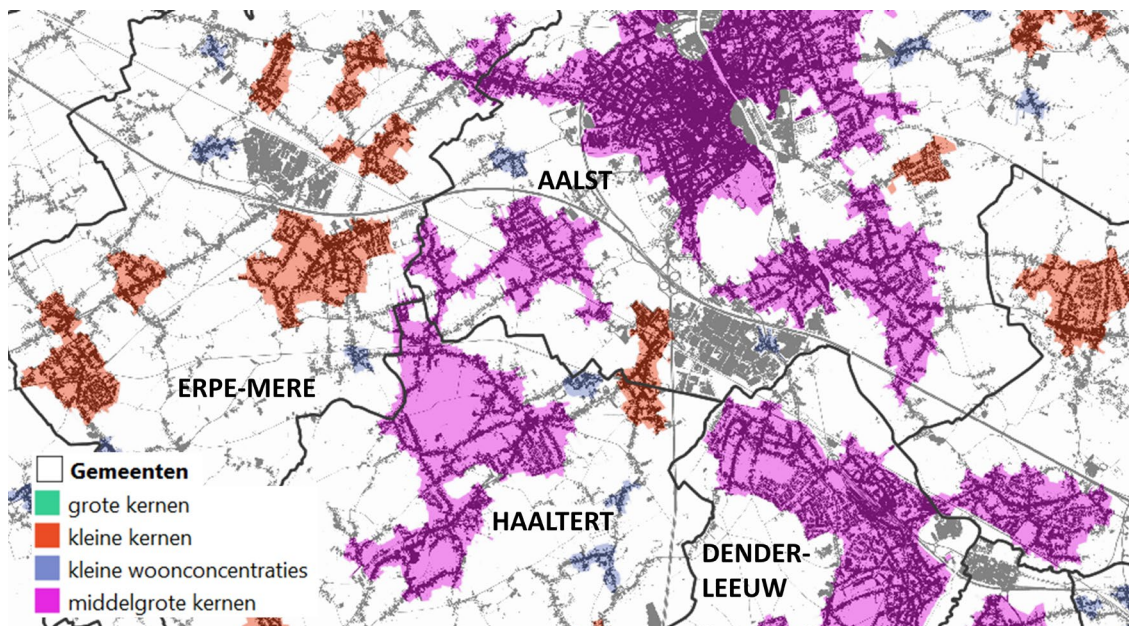 AALST
ERPE-MERE
HAALTERT
DENDER-
LEEUW
Gemeenten
grote kernen
kleine kernen
kleine woonconcentraties
middelgrote kernen